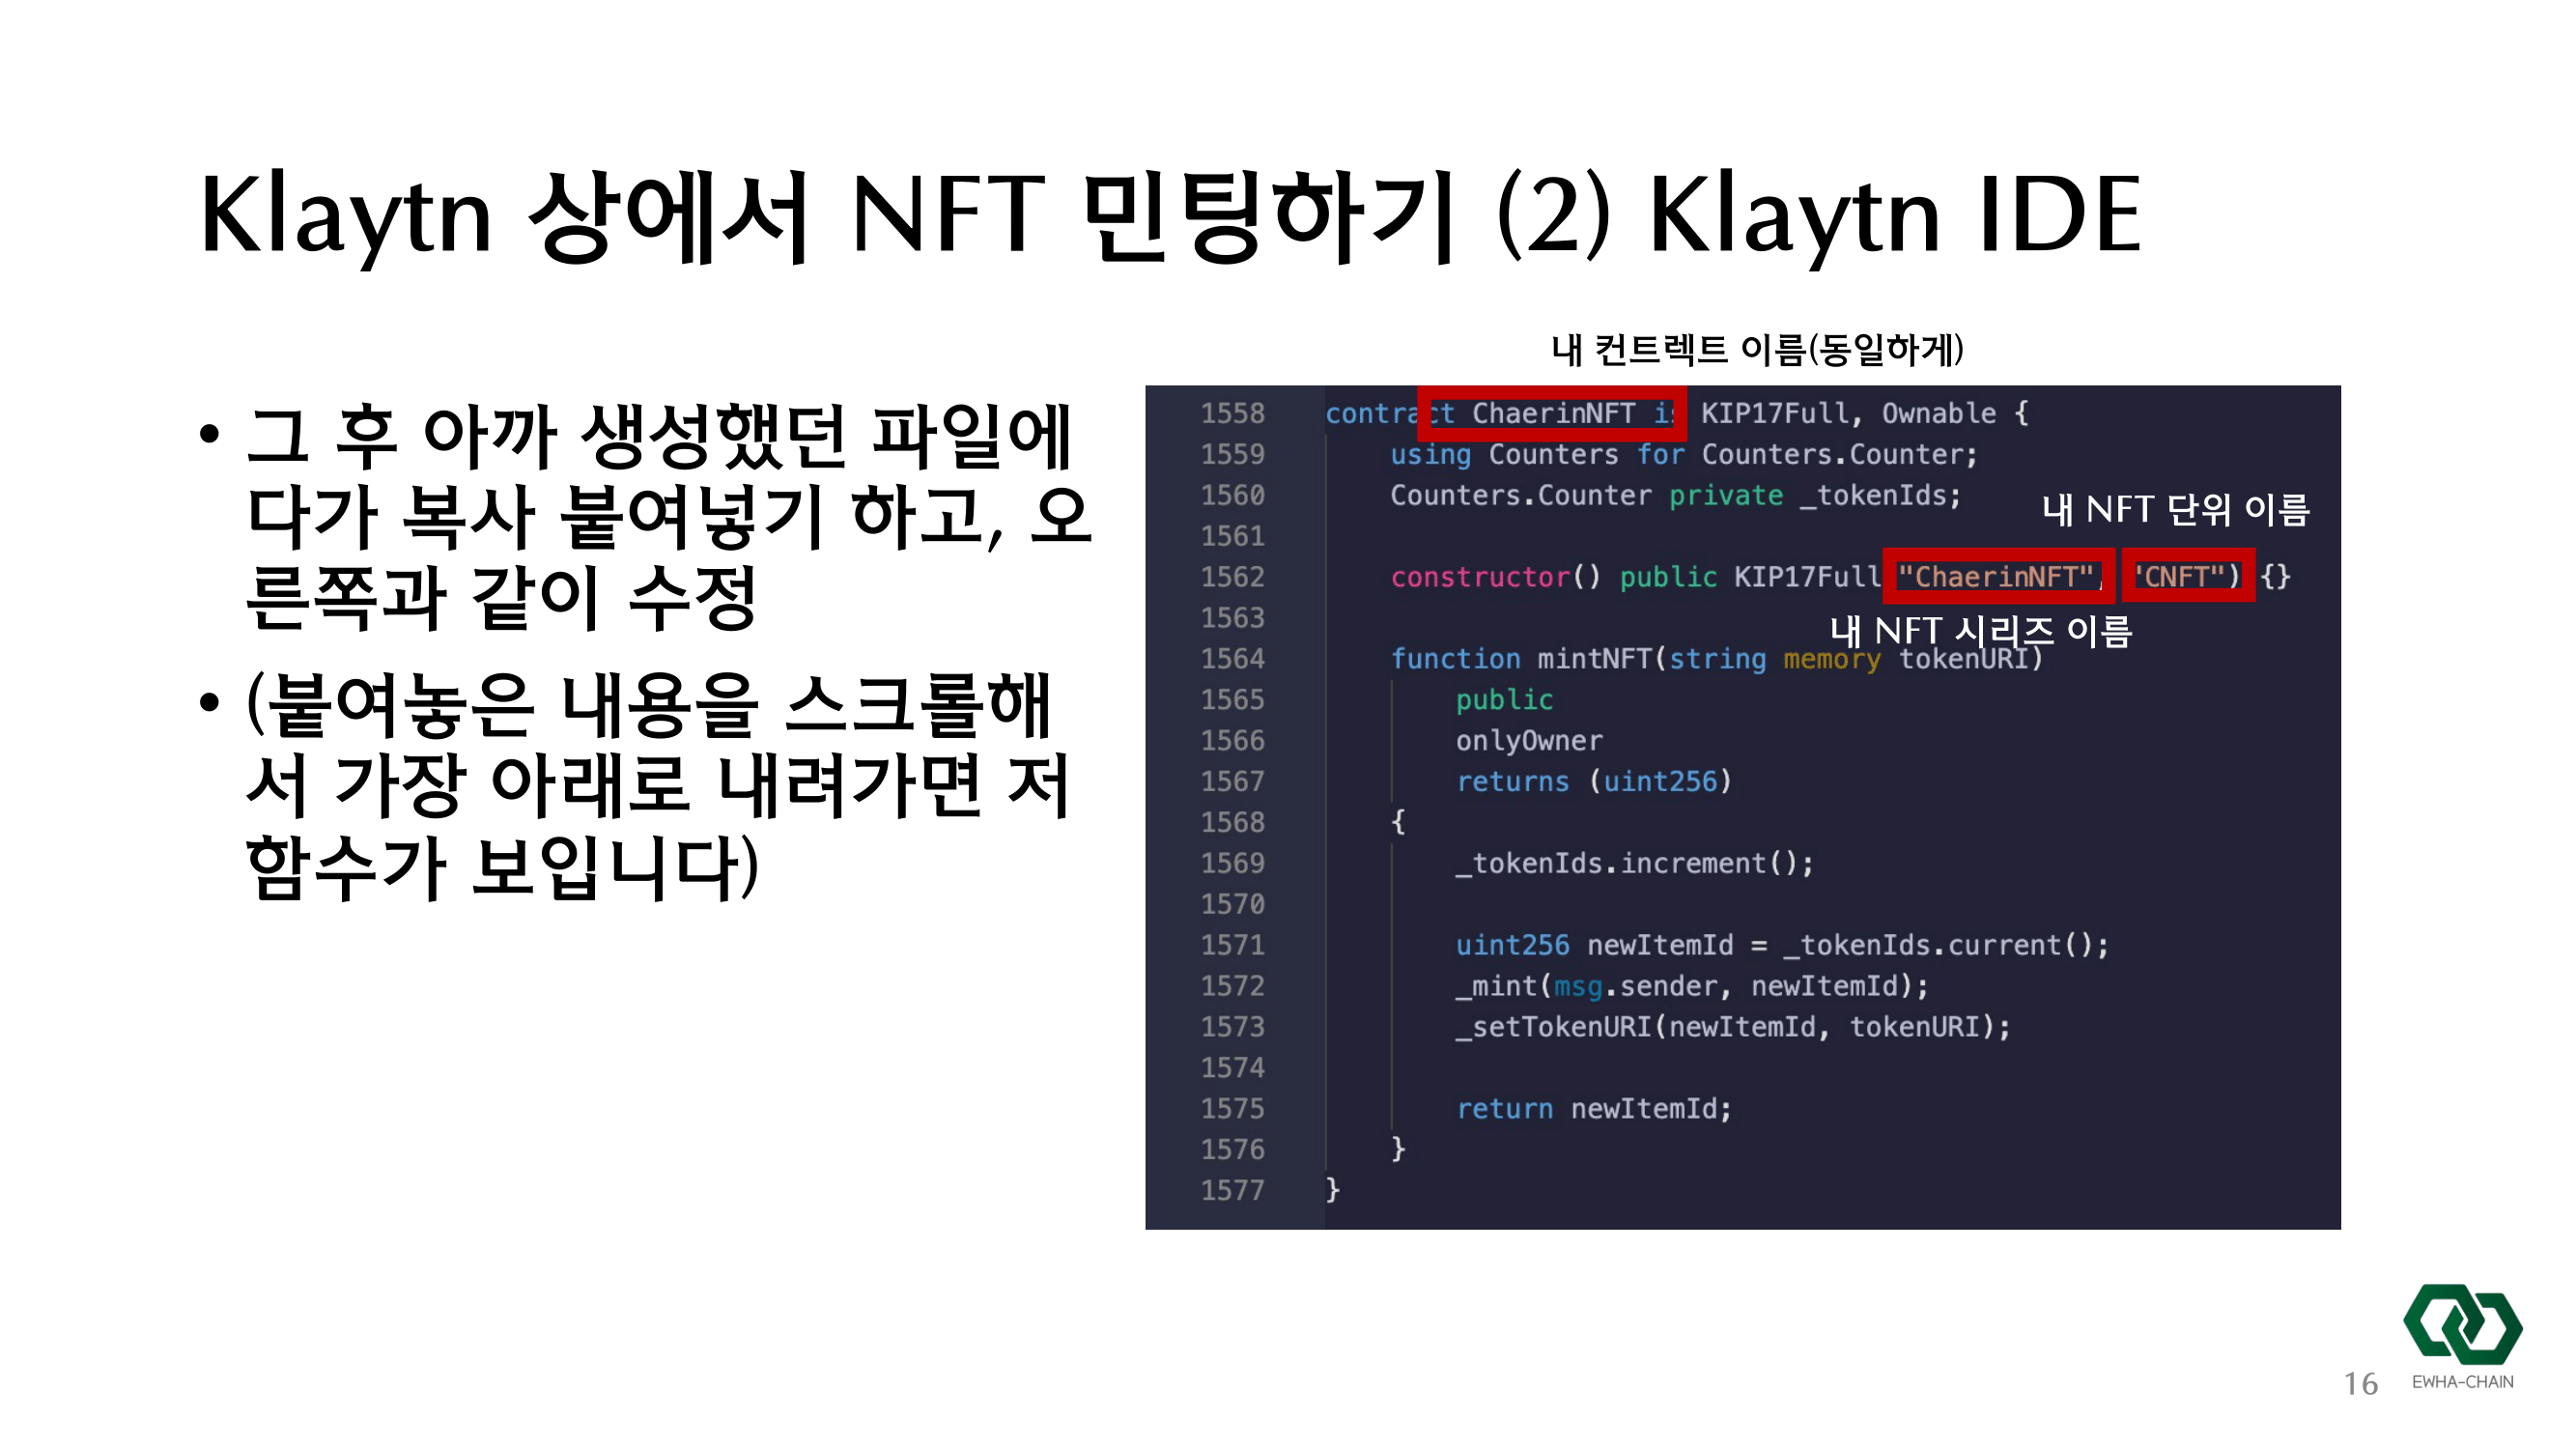 Klaytn 상에서 NFT 민팅하기 (2) Klaytn IDE
• 그 후 아까 생성했던 파일에
다가 복사 붙여넣기 하고, 오
른쪽과 같이 수정
• (붙여놓은 내용을 스크롤해
서 가장 아래로 내려가면 저
함수가 보입니다)
내 컨트렉트 이름(동일하게)
1558 contract ChaerinNFT is KIP17Full, Ownable {
1559 using Counters for Counters.Counter;
1560 Counters.Counter private _tokenIds;
내 NFT 단위 이름
1561
1562 constructor() public KIP17Full "ChaerinNFT", "CNFT") {}
1563
내 NFT 시리즈 이름
1564 function mintNFT(string memory tokenURI)
1565 public
1566 onlyOwner
1567 returns (uint256)
1568 {
1569 _tokenIds.increment();
1570
1571 uint256 newItemId = _tokenIds.current();
1572 _mint(msg.sender, newItemId);
1573 _setTokenURI(newItemId, tokenURI);
1574
1575 return newItemId;
1576 }
1577 }
16
EWHA-CHAIN